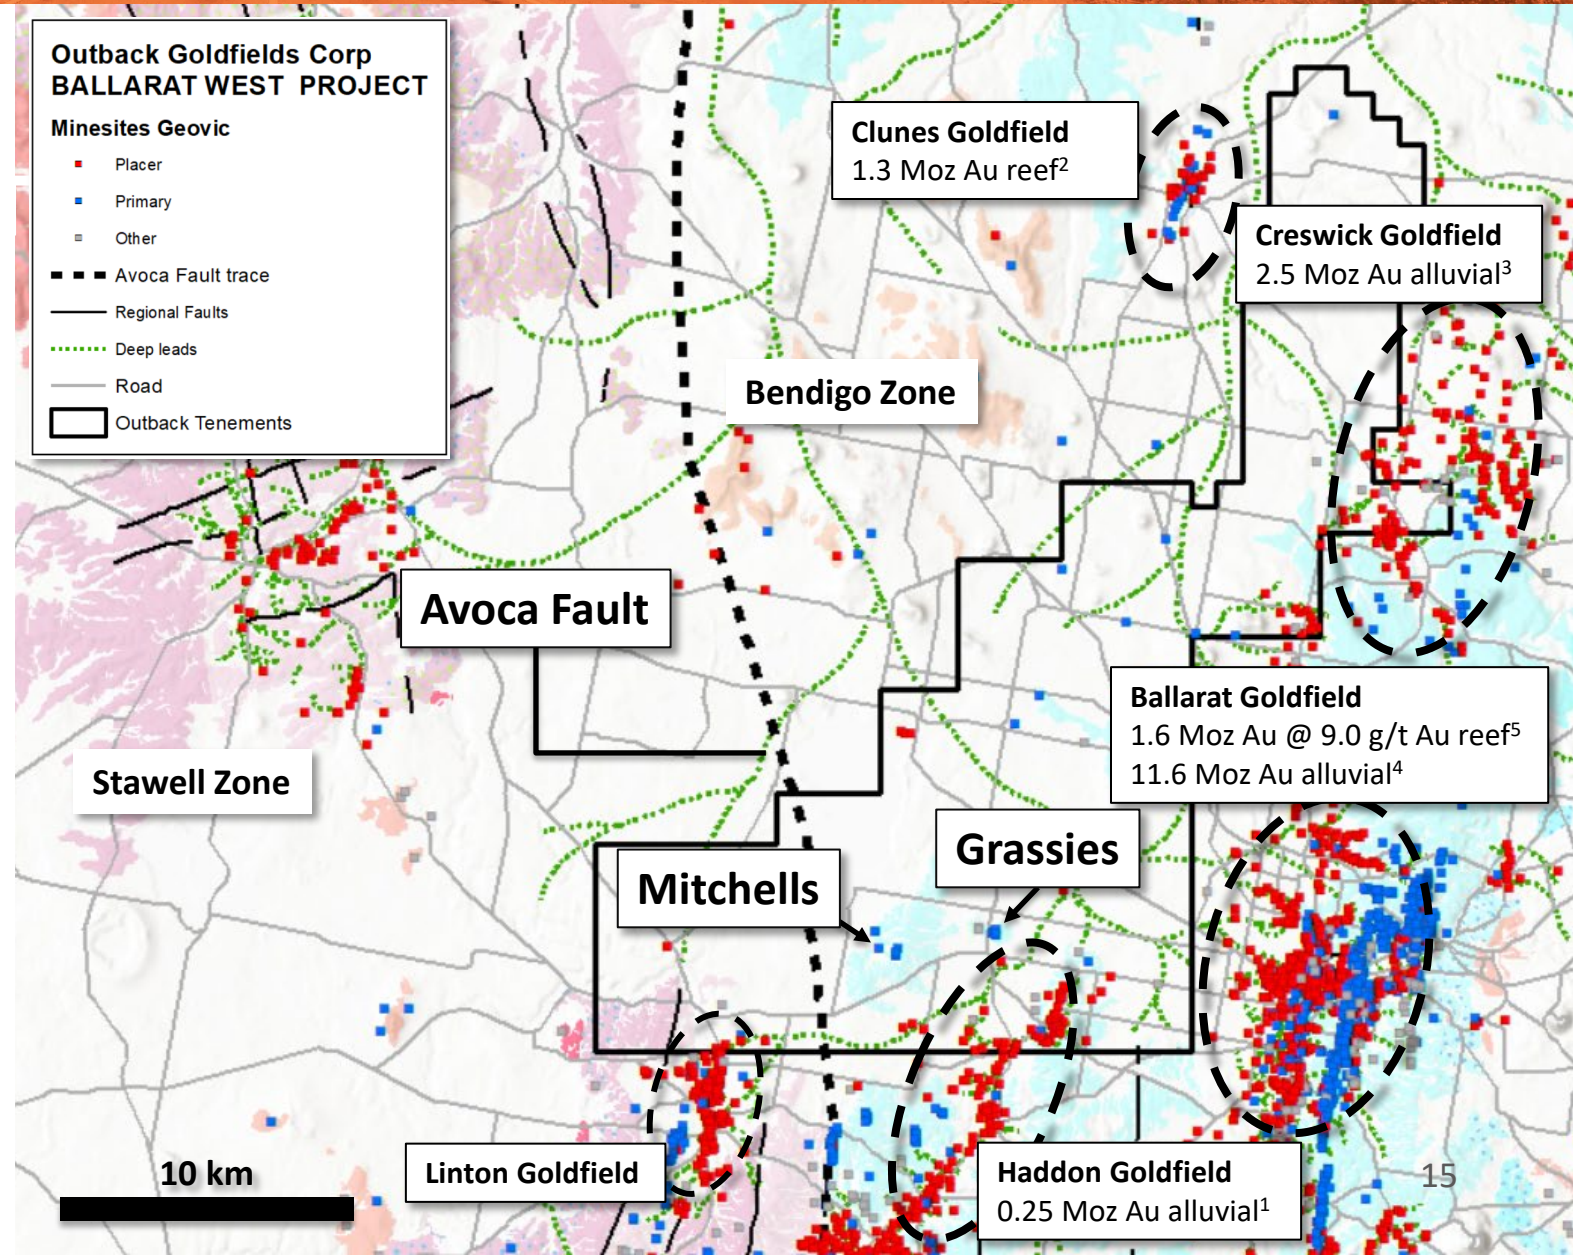 Outback Goldfields Corp
BALLARAT WEST PROJECT
Minesites Geovic
Placer
Primary
Other
Avoca Fault trace
Regional Faults
Deep leads
Road
Outback Tenements
Clunes Goldfield
1.3 Moz Au reef²
Creswick Goldfield
2.5 Moz Au alluvial³
Bendigo Zone
Avoca Fault
Ballarat Goldfield
1.6 Moz Au @ 9.0 g/t Au reef⁵
11.6 Moz Au alluvial⁴
Stawell Zone
Grassies
Mitchells
Linton Goldfield
Haddon Goldfield
0.25 Moz Au alluvial¹
10 km
15